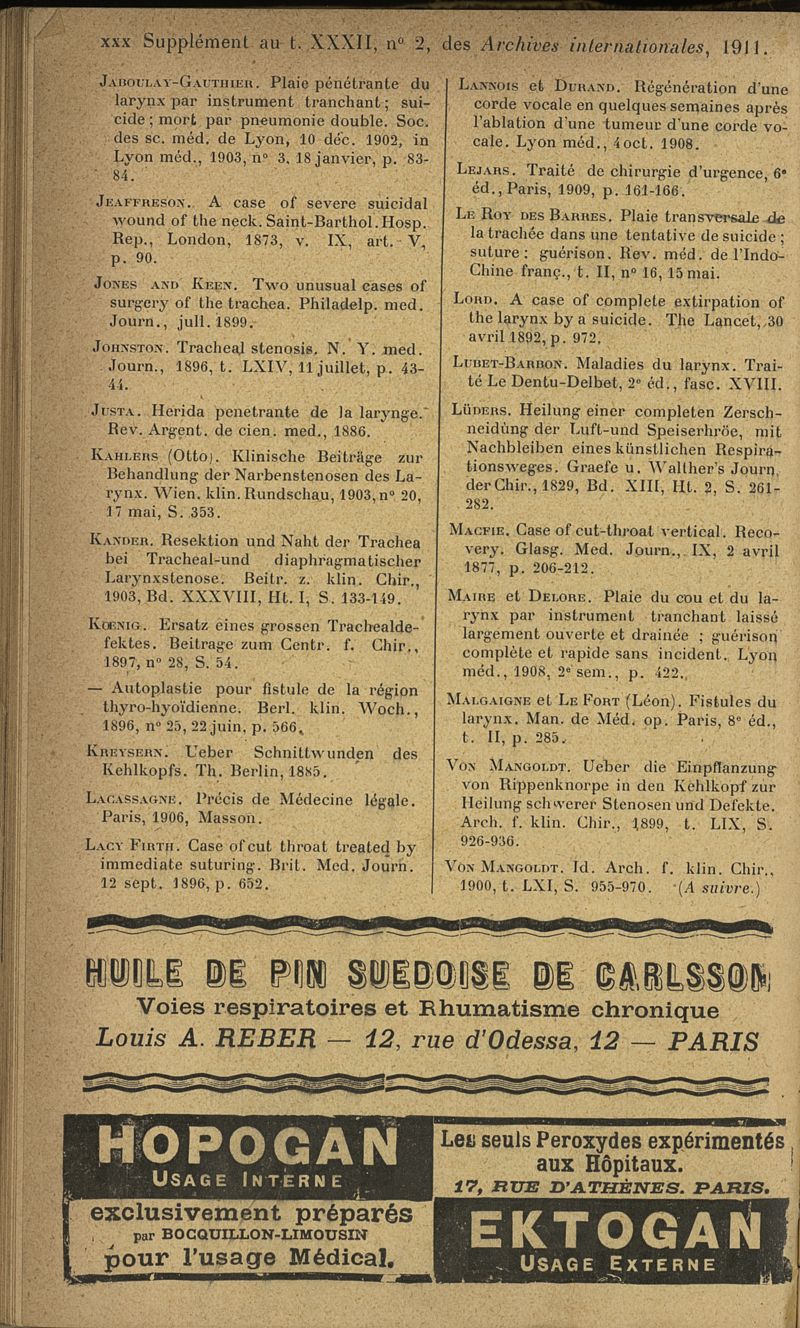 xxx Supplément au t. XXXII, nº 2, des Archives internationales, 1911.
JABOULAY-GAUTHIER. Plaie pénétrante du
larynx par instrument tranchant ; sui-
cide ; mort par pneumonie double. Soc.
des sc. méd. de Lyon, 10 déc. 1902, in
Lyon méd., 1903, nº 3, 18 janvier, p. 83-
84.
JEAFFRESON. A case of severe suicidal
wound of the neck. Saint-Barthol. Hosp.
Rep., London, 1873, v. IX, art. V,
p. 90.
JONES AND KEEN. Two unusual cases of
surgery of the trachea. Philadelp. med.
Journ., jull. 1899.
JOHNSTON. Tracheal stenosis. N. Y. med.
Journ., 1896, t. LXIV, 11 juillet, p. 43-
44.
JUSTA. Herida penetrante de la larynge.
Rev. Argent. de cien. med., 1886.
KAHLERS (Otto). Klinische Beiträge zur
Behandlung der Narbenstenosen des La-
rynx. Wien. klin. Rundschau, 1903, nº 20,
17 mai, S. 353.
KANDER. Resektion und Naht der Trachea
bei Tracheal-und diaphragmatischer
Larynxstenose. Beitr. z. klin. Chir.,
1903, Bd. XXXVIII, Ht. I, S. 133-149.
KŒNIG. Ersatz eines grossen Trachealde-
fektes. Beitrage zum Centr. f. Chir.,
1897, nº 28, S. 54.
— Autoplastie pour fistule de la région
thyro-hyoïdienne. Berl. klin. Woch.,
1896, nº 25, 22 juin, p. 566.
KREYSERN. Ueber Schnittwunden des
Kehlkopfs. Th. Berlin, 1885.
LACASSAGNE. Précis de Médecine légale.
Paris, 1906, Masson.
LACY FIRTH. Case of cut throat treated by
immediate suturing. Brit. Med. Journ.
12 sept. 1896, p. 652.
LANNOIS et DURAND. Régénération d'une
corde vocale en quelques semaines après
l'ablation d'une tumeur d'une corde vo-
cale. Lyon méd., 4 oct. 1908.
LEJARS. Traité de chirurgie d'urgence, 6e
éd., Paris, 1909, p. 161-166.
LE ROY DES BARRES. Plaie transversale de
la trachée dans une tentative de suicide ;
suture : guérison. Rev. méd. de l'Indo-
Chine franç., t. II, nº 16, 15 mai.
LORD. A case of complete extirpation of
the larynx by a suicide. The Lancet, 30
avril 1892, p. 972.
LUBET-BARBON. Maladies du larynx. Trai-
té Le Dentu-Delbet, 2e éd., fasc. XVIII.
LÜDERS. Heilung einer completen Zersch-
neidüng der Luft-und Speiserhröe, mit
Nachbleiben eines künstlichen Respira-
tionsweges. Graefe u. Walther's Journ.
der Chir., 1829, Bd. XIII, Ht. 2, S. 261-
282.
MACFIE. Case of cut-throat vertical. Reco-
very. Glasg. Med. Journ., IX, 2 avril
1877, p. 206-212.
MAIRE et DELORE. Plaie du cou et du la-
rynx par instrument tranchant laissé
largement ouverte et drainée ; guérison
complète et rapide sans incident. Lyon
méd., 1908, 2e sem., p. 422.
MALGAIGNE et LE FORT (Léon). Fistules du
larynx. Man. de Méd. op. Paris, 8e éd.,
t. II, p. 285.
VON MANGOLDT. Ueber die Einpflanzung
von Rippenknorpe in den Kehlkopf zur
Heilung schwerer Stenosen und Defekte.
Arch. f. klin. Chir., 1899, t. LIX, S.
926-936.
VON MANGOLDT. Id. Arch. f. klin. Chir.,
1900, t. LXI, S. 955-970. (A suivre.)
HUILE DE PIN SUEDOISE DE CARLSSON
Voies respiratoires et Rhumatisme chronique
Louis A. REBER — 12, rue d'Odessa, 12 — PARIS
HOPOGAN
USAGE INTERNE
exclusivement préparés
par BOCQUILLON-LIMOUSIN
pour l'usage Médical.
Les seuls Peroxydes expérimentés
aux Hôpitaux.
17, RUE D'ATHÈNES. PARIS.
EKTOGAN
USAGE EXTERNE